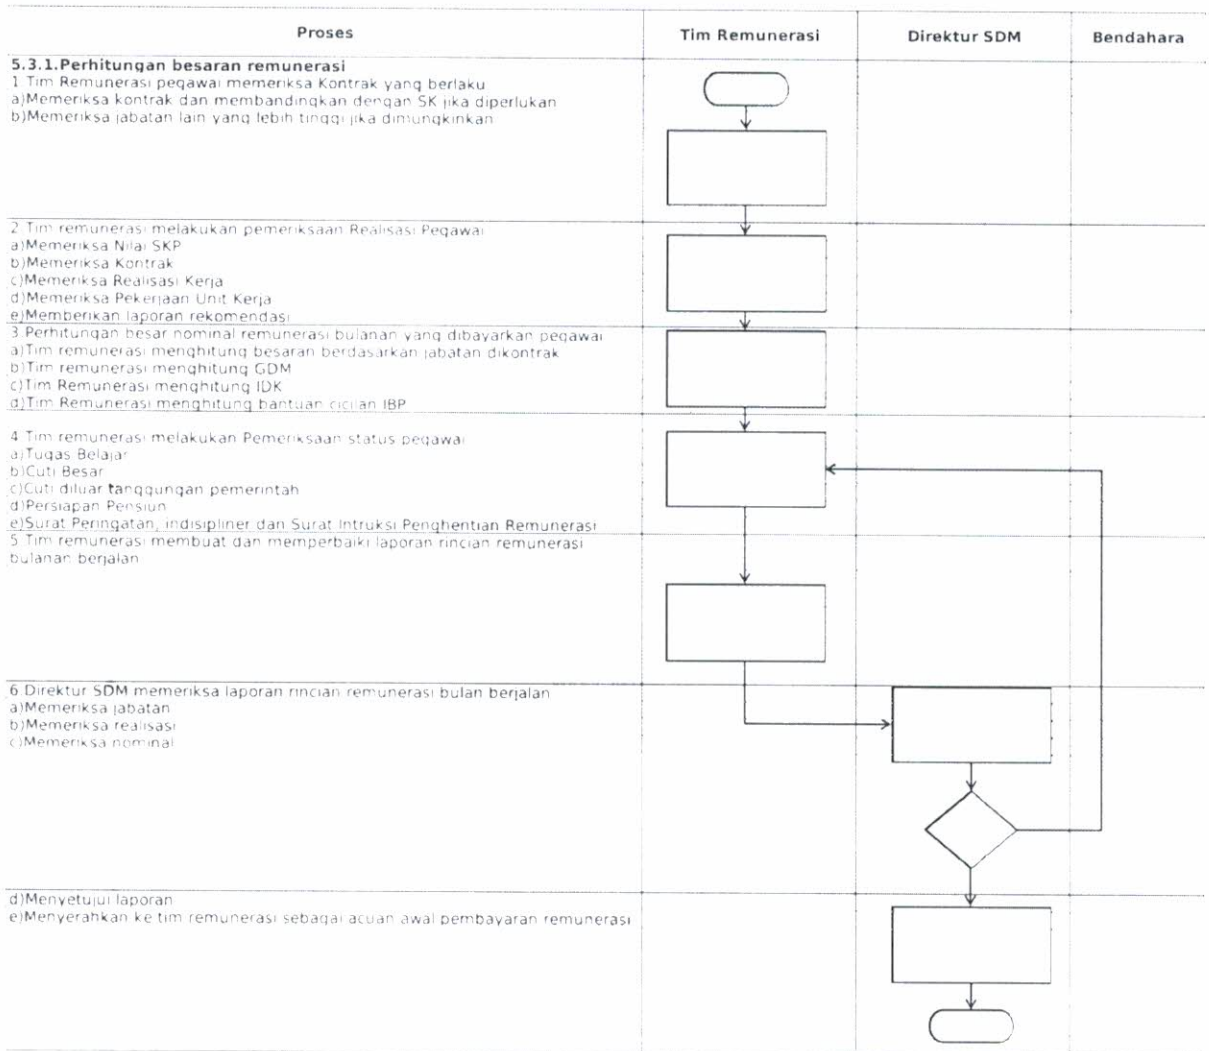 Proses
Tim Remunerasi
Direktur SDM
Bendahara
5.3.1.Perhitungan besaran remunerasi
1 Tim Remunerasi pegawai memeriksa Kontrak yang berlaku
a)Memeriksa kontrak dan membandingkan dengan SK jika diperlukan
b)Memeriksa jabatan lain yang lebih tinggi jika dimungkinkan
2 Tim remunerasi melakukan pemeriksaan Realisasi Pegawai
a)Memeriksa Nilai SKP
b)Memeriksa Kontrak
c)Memeriksa Realisasi Kerja
d)Memeriksa Pekerjaan Unit Kerja
e)Memberikan laporan rekomendasi
3.Perhitungan besar nominal remunerasi bulanan yang dibayarkan pegawai
a)Tim remunerasi menghitung besaran berdasarkan jabatan dikontrak
b)Tim remunerasi menghitung GDM
c)Tim Remunerasi menghitung IDK
d)Tim Remunerasi menghitung bantuan cicilan IBP
4 Tim remunerasi melakukan Pemeriksaan status pegawai
a)Tugas Belajar
b)Cuti Besar
c)Cuti diluar tanggungan pemerintah
d)Persiapan Pensiun
e)Surat Peringatan, indisipliner dan Surat Intruksi Penghentian Remunerasi
5 Tim remunerasi membuat dan memperbaiki laporan rincian remunerasi
bulanan berjalan
6 Direktur SDM memeriksa laporan rincian remunerasi bulan berjalan
a)Memeriksa jabatan
b)Memeriksa realisasi
c)Memeriksa nominal
d)Menyetujui laporan
e)Menyerahkan ke tim remunerasi sebagai acuan awal pembayaran remunerasi